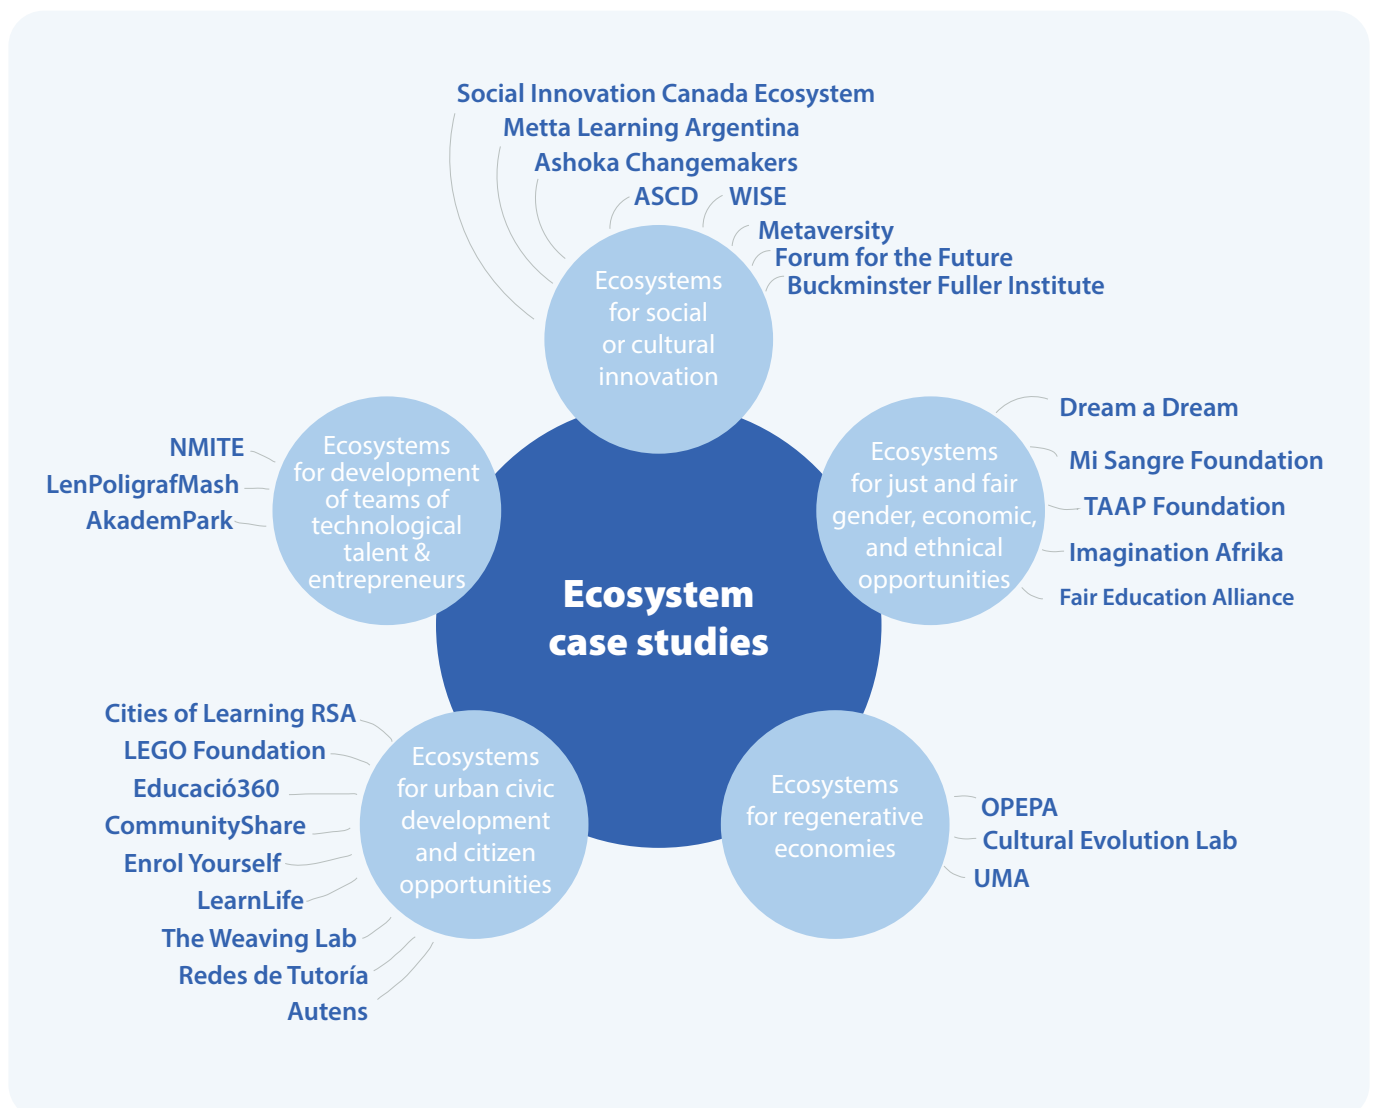 Social Innovation Canada Ecosystem
Metta Learning Argentina
Ashoka Changemakers
ASCD
WISE
Metaversity
Forum for the Future
Buckminster Fuller Institute
Ecosystems
for social
or cultural
innovation
Dream a Dream
Mi Sangre Foundation
TAAP Foundation
Imagination Afrika
Fair Education Alliance
Ecosystems
for just and fair
gender, economic,
and ethnical
opportunities
NMITE
LenPoligrafMash
AkademPark
Ecosystems
for development
of teams of
technological
talent &
entrepreneurs
Ecosystem
case studies
Cities of Learning RSA
LEGO Foundation
Educació360
CommunityShare
Enrol Yourself
LearnLife
The Weaving Lab
Redes de Tutoría
Autens
Ecosystems
for urban civic
development
and citizen
opportunities
Ecosystems
for regenerative
economies
OPEPA
Cultural Evolution Lab
UMA